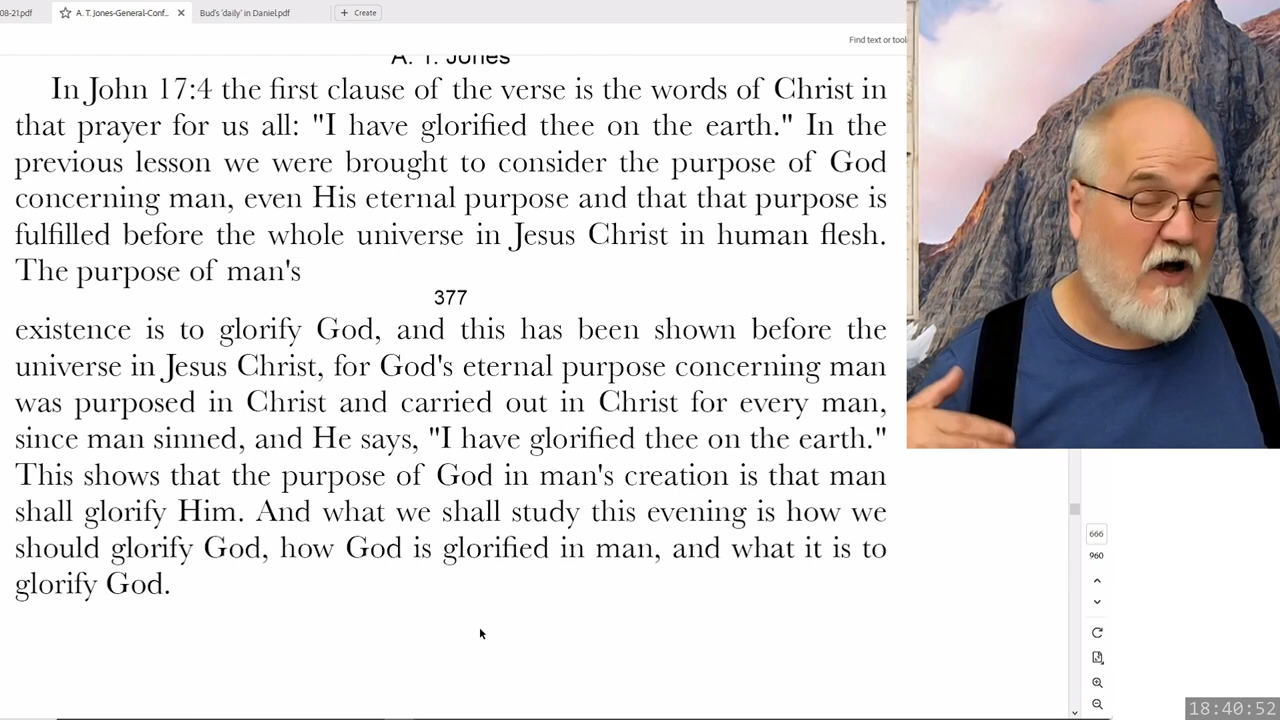 08-21.pdf
A. T. Jones-General-Conf...
Bud's 'daily' in Daniel.pdf
Create
Find text or tool
A. T. Jones
In John 17:4 the first clause of the verse is the words of Christ in
that prayer for us all: "I have glorified thee on the earth." In the
previous lesson we were brought to consider the purpose of God
concerning man, even His eternal purpose and that that purpose is
fulfilled before the whole universe in Jesus Christ in human flesh.
The purpose of man's
377
existence is to glorify God, and this has been shown before the
universe in Jesus Christ, for God's eternal purpose concerning man
was purposed in Christ and carried out in Christ for every man,
since man sinned, and He says, "I have glorified thee on the earth."
This shows that the purpose of God in man's creation is that man
shall glorify Him. And what we shall study this evening is how we
should glorify God, how God is glorified in man, and what it is to
glorify God.
666
960
18:40:52